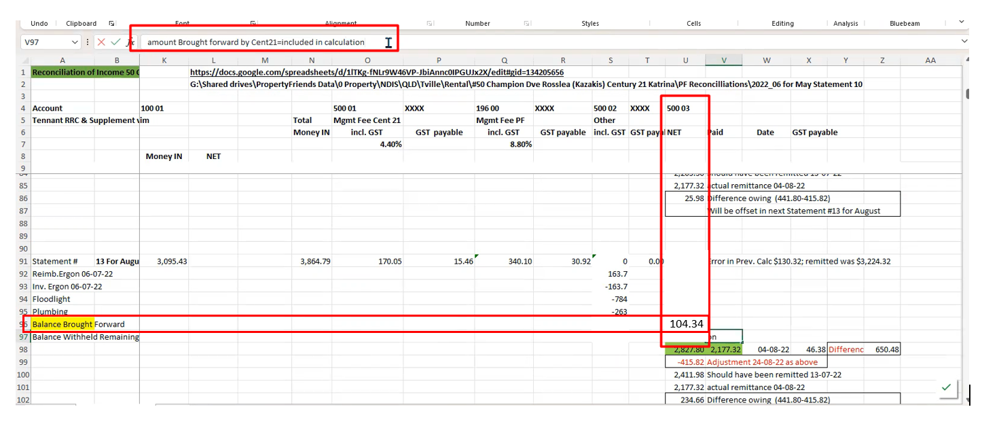 Undo Clipboard Font Alignment Number Styles Cells Editing Analysis Bluebeam
V97 fx amount Brought forward by Cent21=included in calculation
A B K L M N O P Q R S T U V W X Y Z AA
1 Reconciliation of Income 50 C https://docs.google.com/spreadsheets/d/1lTKg-fNLr9W46VP-JbiAnnc0IPGUJx2X/edit#gid=134205656
2 G:\Shared drives\PropertyFriends Data\0 Property\NDIS\QLD\Tville\Rental\#50 Champion Dve Rosslea (Kazakis) Century 21 Katrina\PF Reconcilliations\2022_06 for May Statement 10
3
4 Account 100 01 500 01 XXXX 196 00 XXXX 500 02 XXXX 500 03
5 Tennant RRC & Supplement vim Total Mgmt Fee Cent 21 Mgmt Fee PF Other
6 Money IN incl. GST GST payable incl. GST GST payable incl. GST GST paya NET Paid Date GST payable
7 4.40% 8.80%
8 Money IN NET
9
84 2,203.30 Should have been remitted 13-07-22
85 2,177.32 actual remittance 04-08-22
86 25.98 Difference owing (441.80-415.82)
87 Will be offset in next Statement #13 for August
88
89
90
91 Statement # 13 For Augu 3,095.43 3,864.79 170.05 15.46 340.10 30.92 0 0.00 Error in Prev. Calc $130.32; remitted was $3,224.32
92 Reimb.Ergon 06-07-22 163.7
93 Inv. Ergon 06-07-22 -163.7
94 Floodlight -784
95 Plumbing -263
96 Balance Brought Forward 104.34
97 Balance Withheld Remaining on
98 2,827.80 2,177.32 04-08-22 46.38 Differenc 650.48
99 -415.82 Adjustment 24-08-22 as above
100 2,411.98 Should have been remitted 13-07-22
101 2,177.32 actual remittance 04-08-22
102 234.66 Difference owing (441.80-415.82)